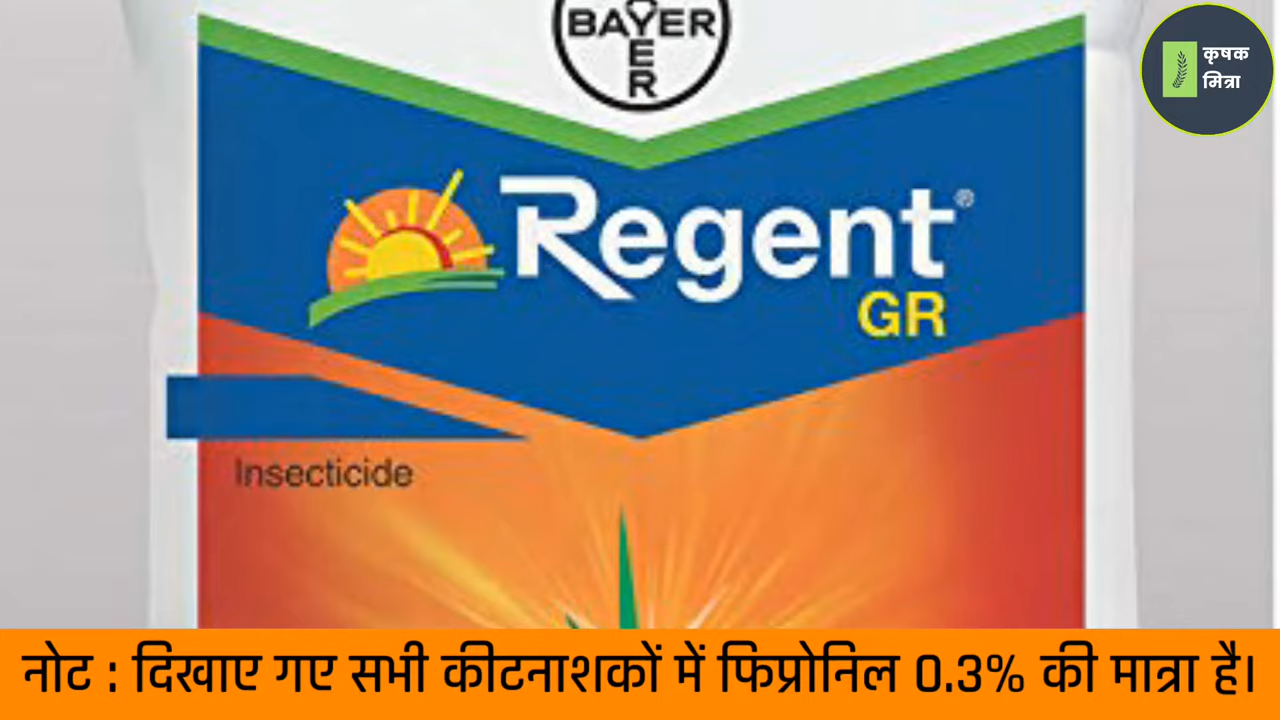 BAYER
BAYER
कृषक
मित्रा
Regent®
GR
Insecticide
नोट : दिखाए गए सभी कीटनाशकों में फिप्रोनिल 0.3% की मात्रा है।